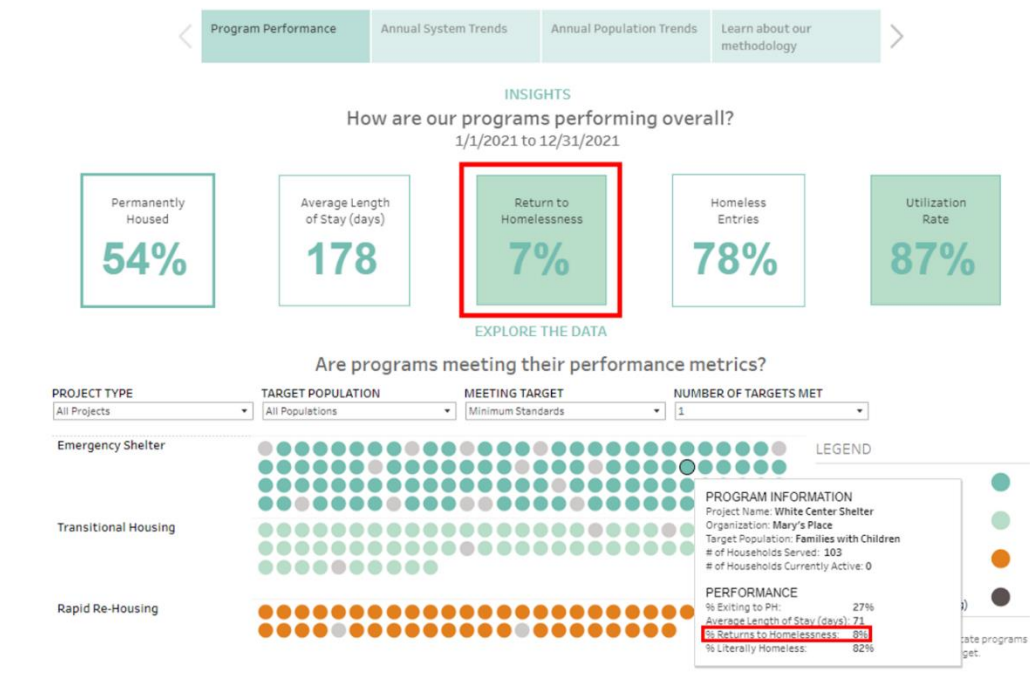 Program Performance
Annual System Trends
Annual Population Trends
Learn about our
methodology
INSIGHTS
How are our programs performing overall?
1/1/2021 to 12/31/2021
Permanently
Housed
54%
Average Length
of Stay (days)
178
Return to
Homelessness
7%
Homeless
Entries
78%
Utilization
Rate
87%
EXPLORE THE DATA
Are programs meeting their performance metrics?
PROJECT TYPE
All Projects
TARGET POPULATION
All Populations
MEETING TARGET
Minimum Standards
NUMBER OF TARGETS MET
1
Emergency Shelter
LEGEND
PROGRAM INFORMATION
Project Name: White Center Shelter
Organization: Mary's Place
Target Population: Families with Children
# of Households Served: 103
# of Households Currently Active: 0
PERFORMANCE
% Exiting to PH: 27%
Average Length of Stay (days): 71
% Returns to Homelessness: 8%
% Literally Homeless: 82%
Transitional Housing
Rapid Re-Housing
programs